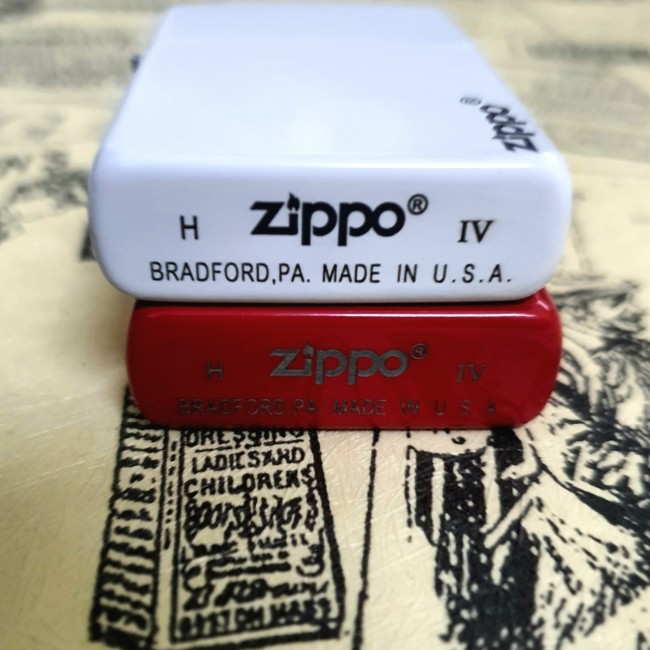 zippo®
H zippo® IV
BRADFORD,PA. MADE IN U.S.A.
H zippo® IV
BRADFORD,PA. MADE IN U.S.A
DRESSING
LADIES AND
CHILDRENS